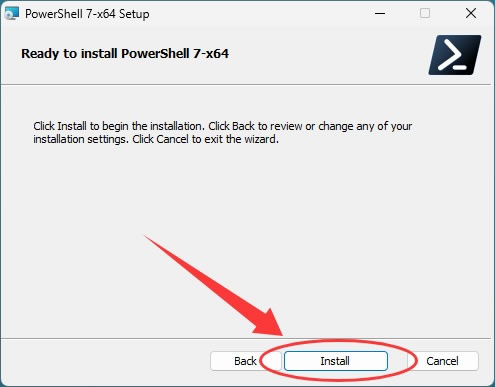 PowerShell 7-x64 Setup
Ready to install PowerShell 7-x64
Click Install to begin the installation. Click Back to review or change any of your
installation settings. Click Cancel to exit the wizard.
Back Install Cancel